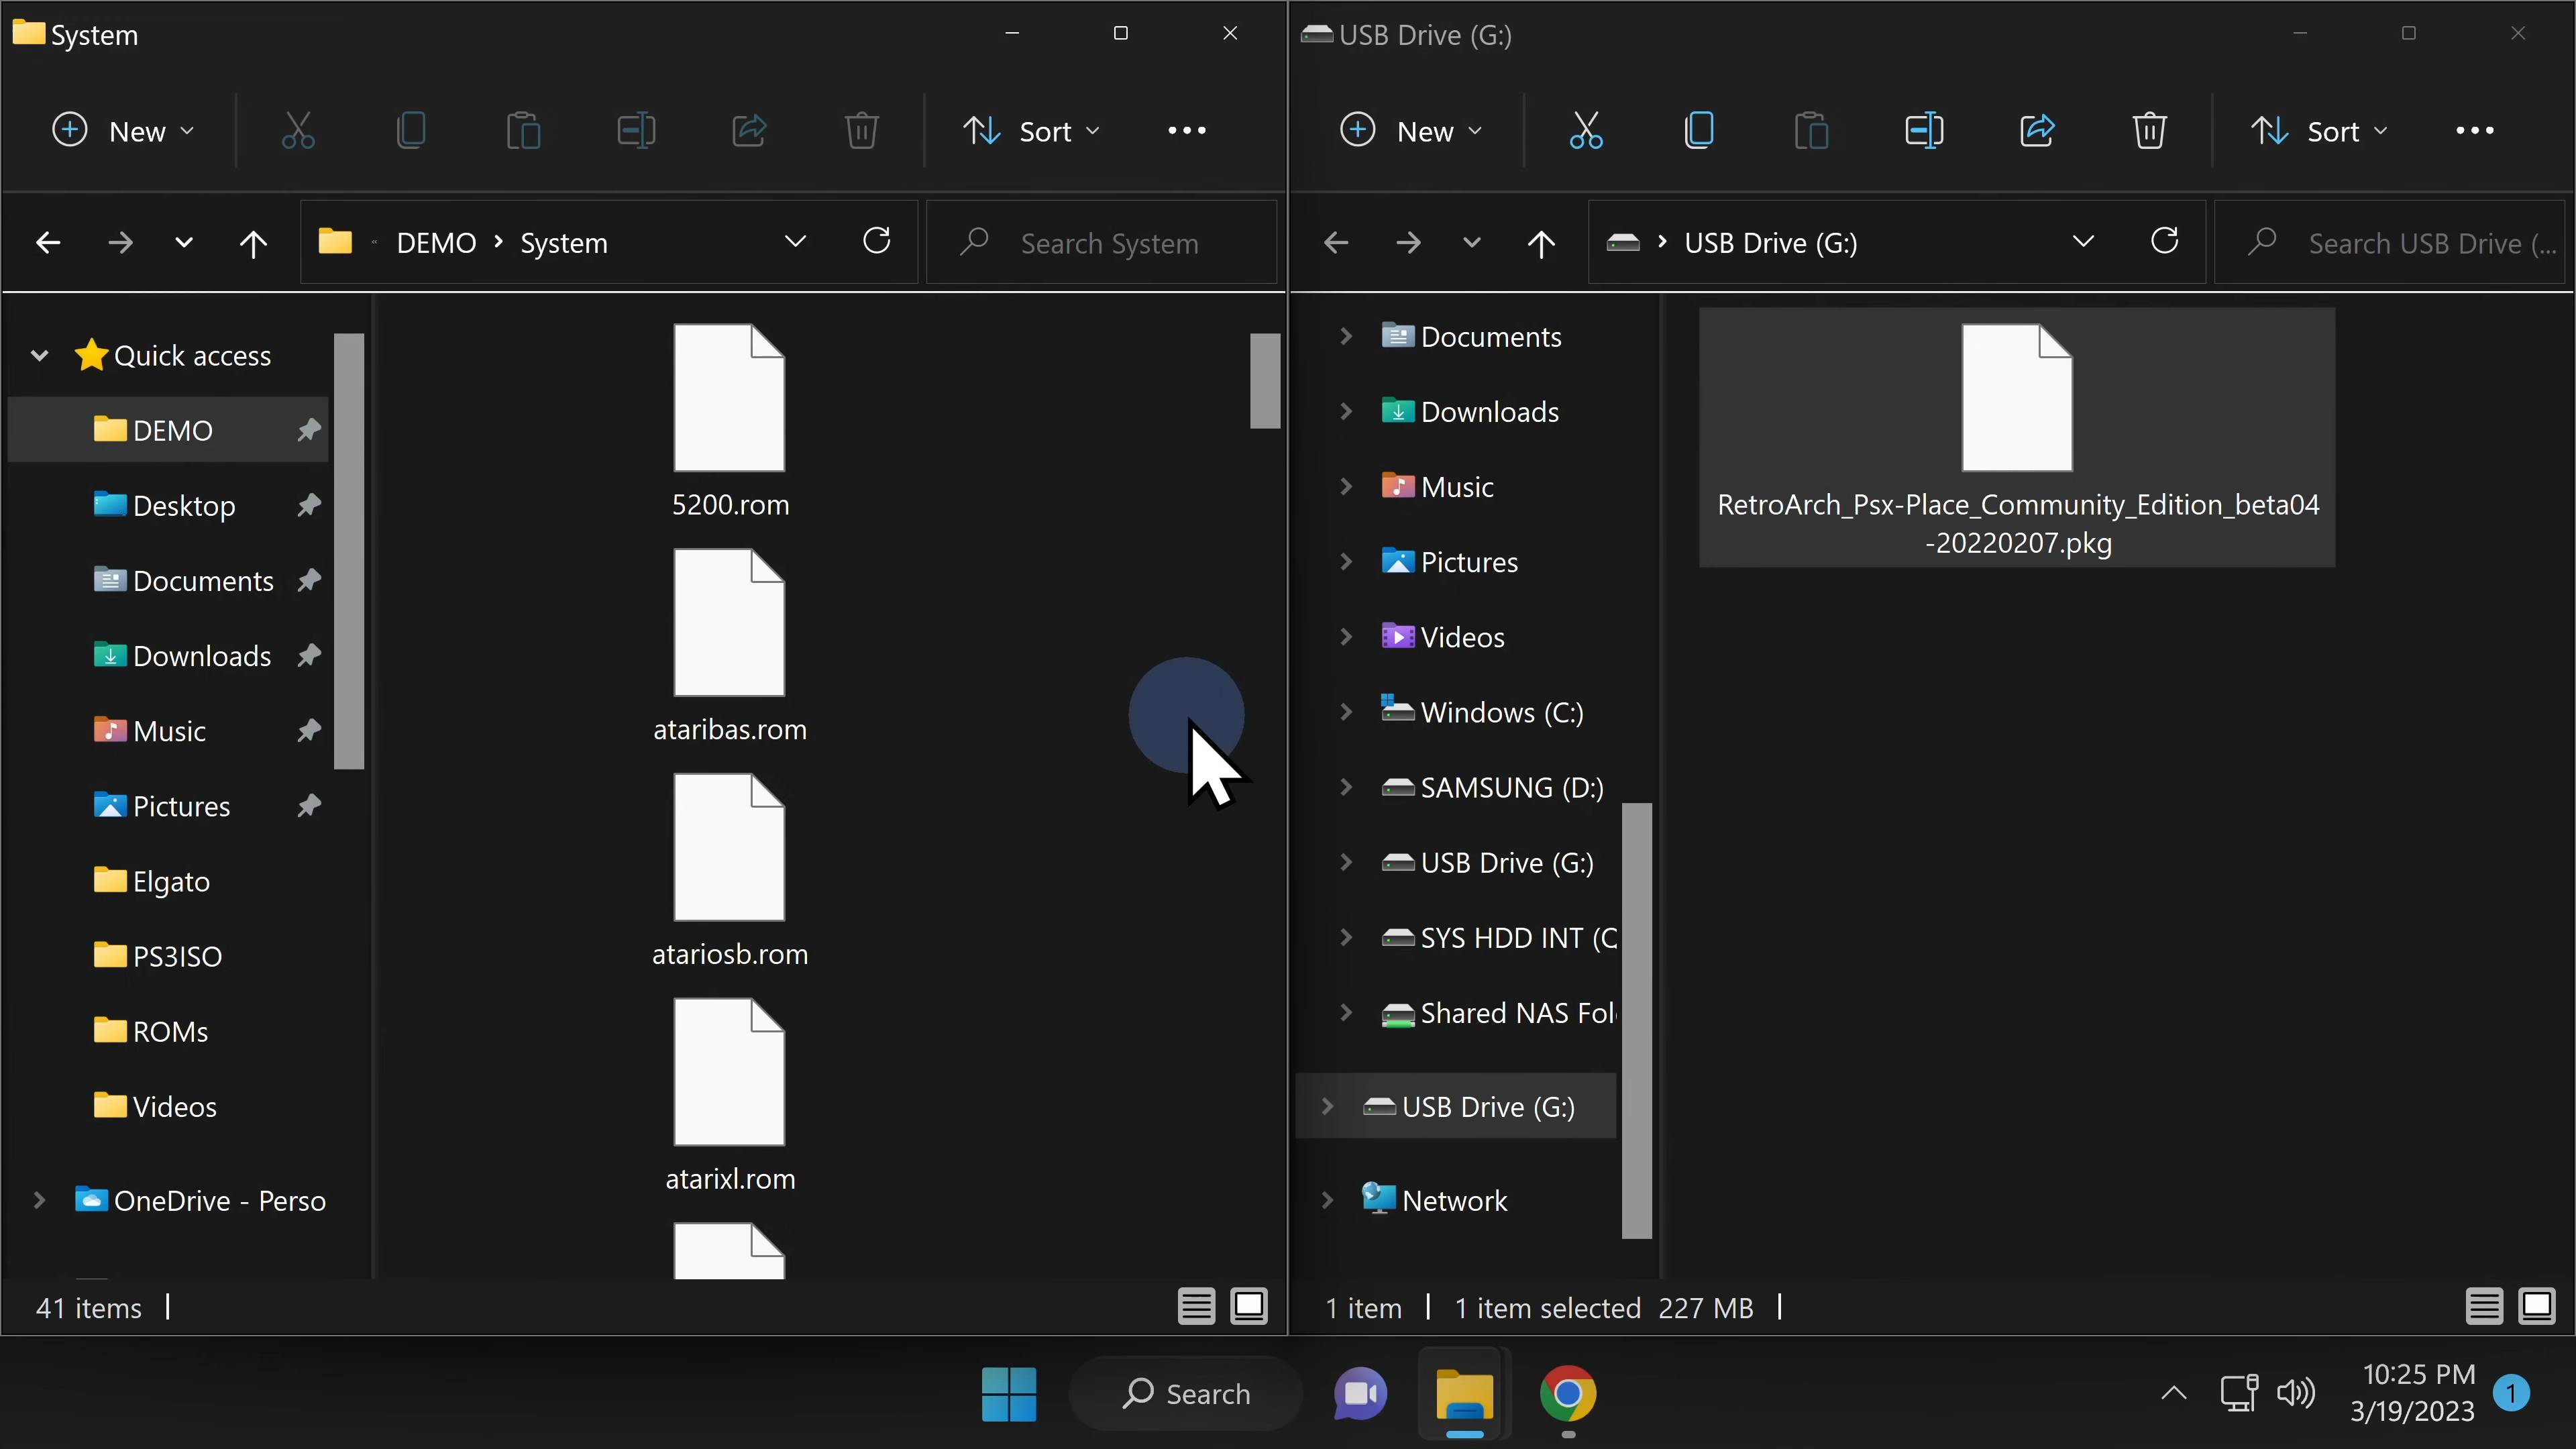 System
New
Sort
DEMO
System
Search System
Quick access
DEMO
Desktop
Documents
Downloads
Music
Pictures
Elgato
PS3ISO
ROMs
Videos
OneDrive - Perso
5200.rom
ataribas.rom
atariosb.rom
atarixl.rom
41 items
USB Drive (G:)
New
Sort
USB Drive (G:)
Search USB Drive (...
Documents
Downloads
Music
Pictures
Videos
Windows (C:)
SAMSUNG (D:)
USB Drive (G:)
SYS HDD INT (
Shared NAS Fol
USB Drive (G:)
Network
RetroArch_Psx-Place_Community_Edition_beta04
-20220207.pkg
1 item
1 item selected 227 MB
Search
10:25 PM
3/19/2023
1